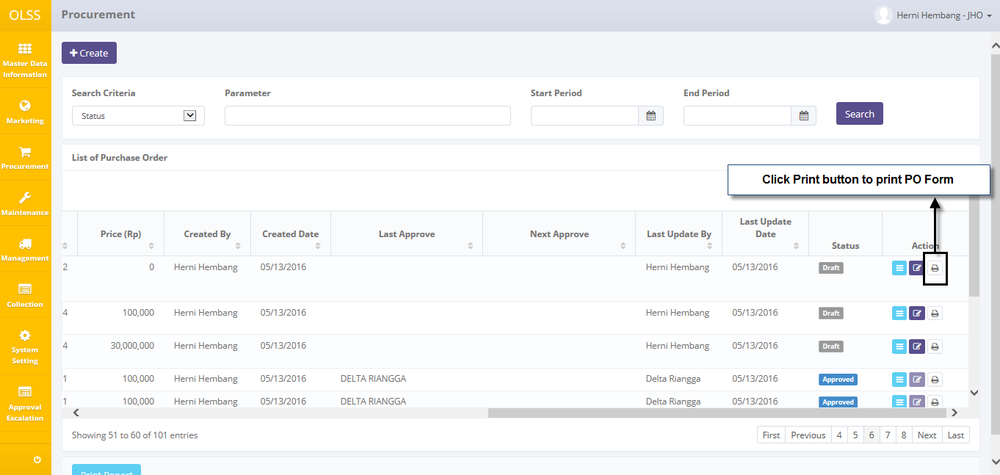 OLSS
Procurement
Herni Hembang - JHO
Master Data
Information
Marketing
Procurement
Maintenance
Management
Collection
System
Setting
Approval
Escalation
Create
Search Criteria Parameter Start Period End Period
Status
Search
List of Purchase Order
Click Print button to print PO Form
Price (Rp) Created By Created Date Last Approve Next Approve Last Update By Last Update Date Status Action
2 0 Herni Hembang 05/13/2016 Herni Hembang 05/13/2016 Draft
4 100,000 Herni Hembang 05/13/2016 Herni Hembang 05/13/2016 Draft
4 30,000,000 Herni Hembang 05/13/2016 Herni Hembang 05/13/2016 Draft
1 100,000 Herni Hembang 05/13/2016 DELTA RIANGGA Delta Riangga 05/13/2016 Approved
1 100,000 Herni Hembang 05/13/2016 DELTA RIANGGA Delta Riangga 05/13/2016 Approved
Showing 51 to 60 of 101 entries
First Previous 4 5 6 7 8 Next Last
Print Report